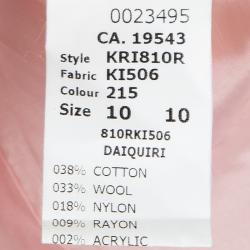 0023495
CA. 19543
Style KRI810R
Fabric KI506
Colour 215
Size 10 10
810RKI506
DAIQUIRI
038% COTTON
033% WOOL
018% NYLON
009% RAYON
002% ACRYLIC